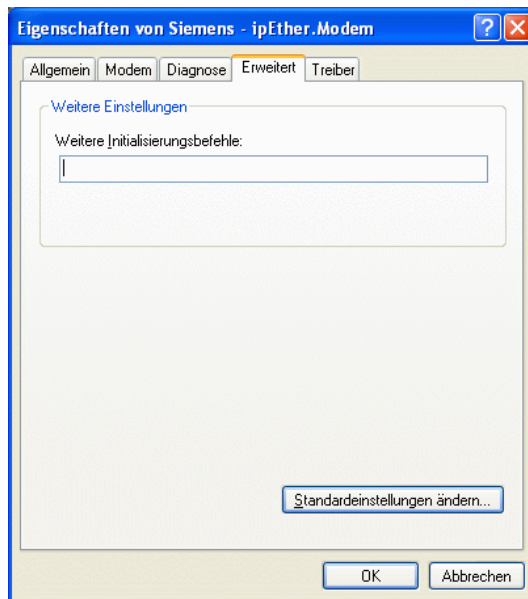 Eigenschaften von Siemens - ipEther.Modem
Allgemein Modem Diagnose Erweitert Treiber
Weitere Einstellungen
Weitere Initialisierungsbefehle:
Standardeinstellungen ändern...
OK Abbrechen